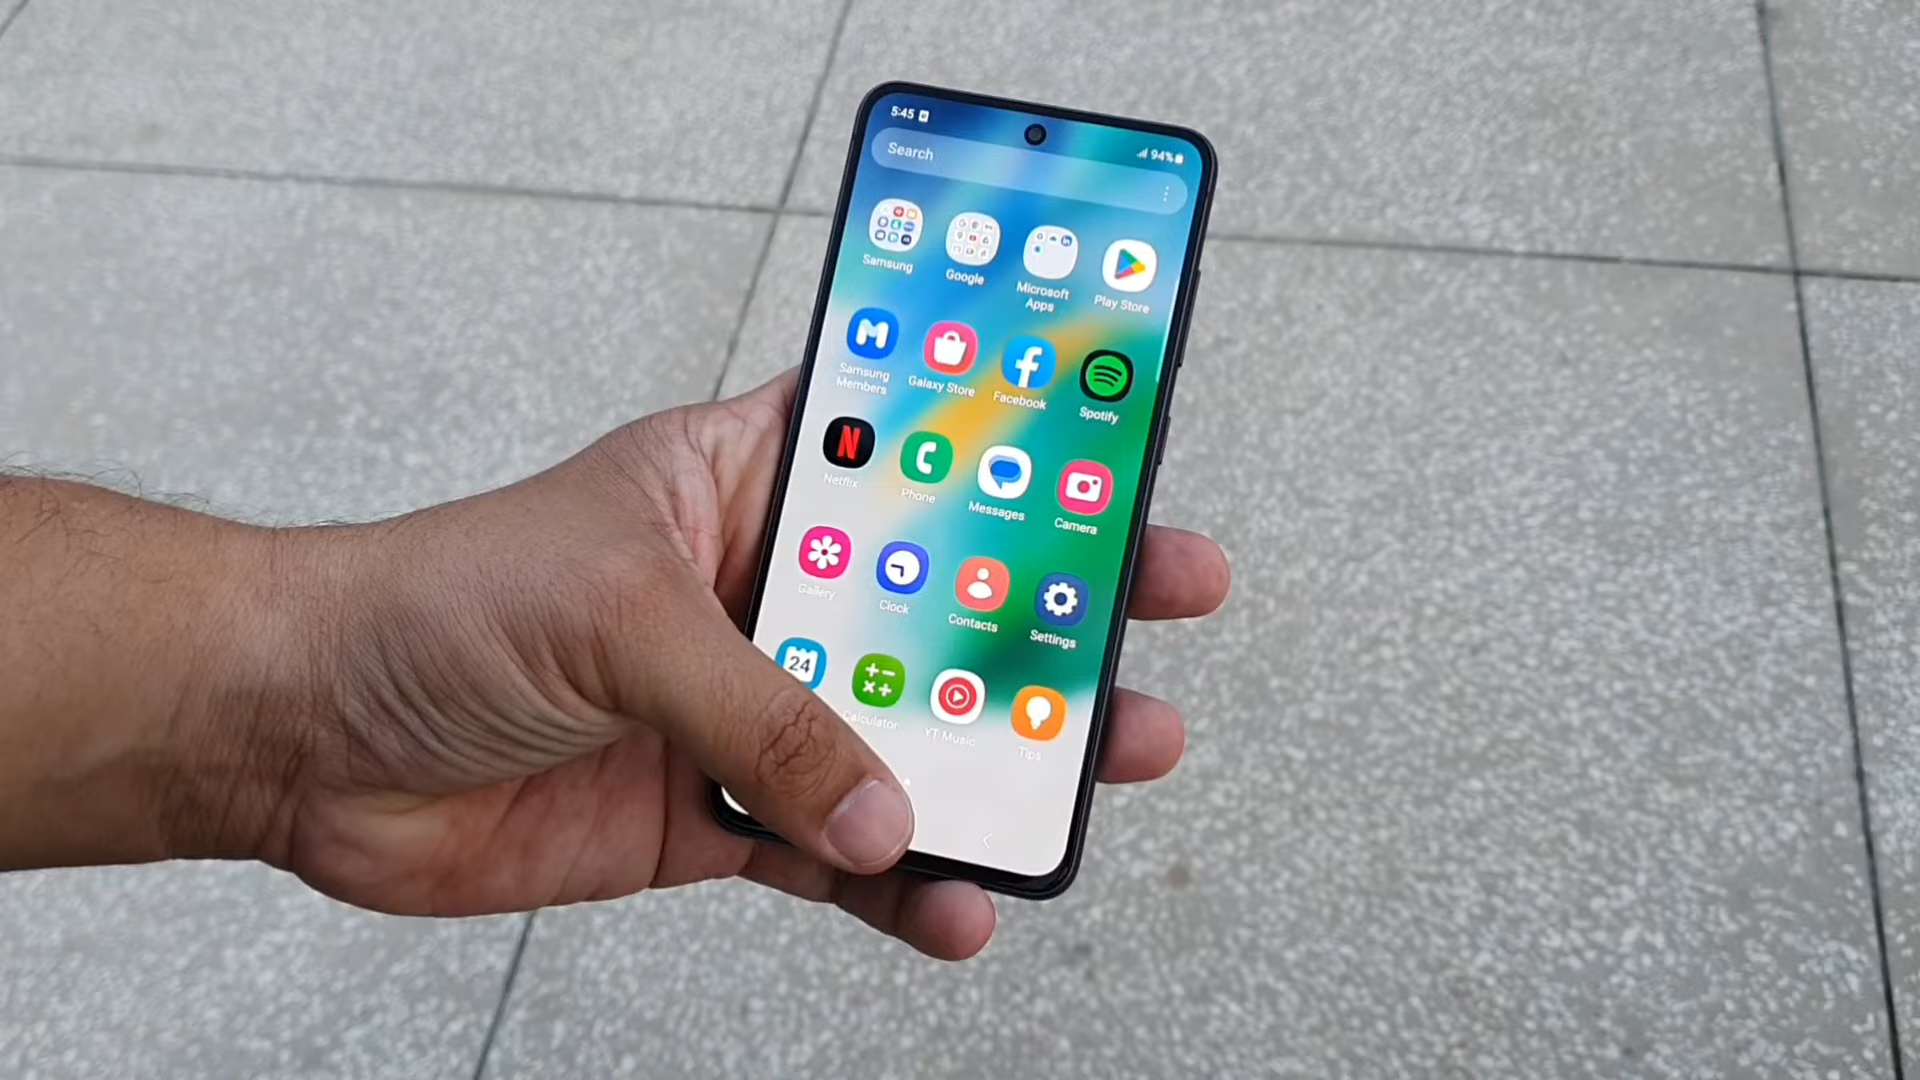 5:45
94%
Search
Samsung
Google
Microsoft
Apps
Play Store
Samsung
Members
Galaxy Store
Facebook
Spotify
N
Netflix
Phone
Messages
Camera
Gallery
Clock
Contacts
Settings
24
Calculator
YT Music
Tips